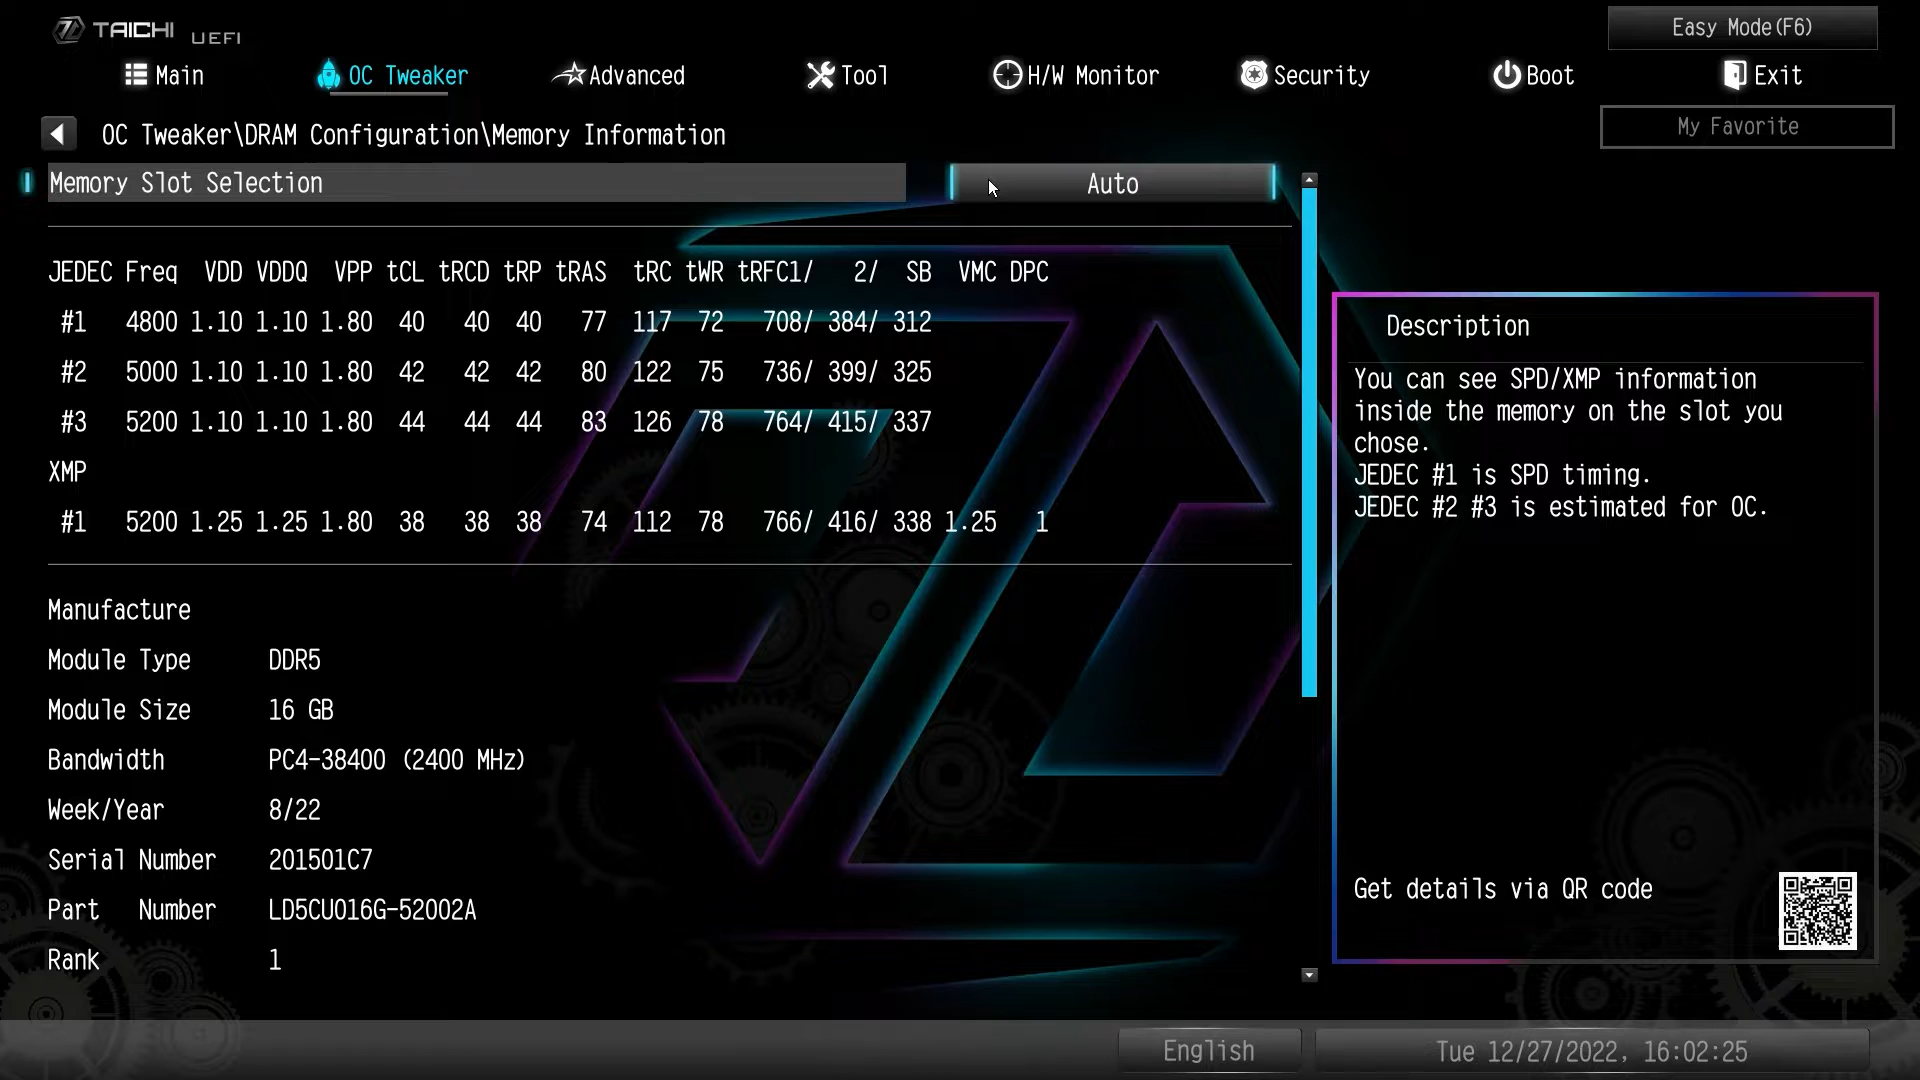 TAICHI UEFI
Easy Mode(F6)
Main OC Tweaker Advanced Tool H/W Monitor Security Boot Exit
OC Tweaker\DRAM Configuration\Memory Information
My Favorite
Memory Slot Selection Auto
JEDEC Freq VDD VDDQ VPP tCL tRCD tRP tRAS tRC tWR tRFC1/ 2/ SB VMC DPC
#1 4800 1.10 1.10 1.80 40 40 40 77 117 72 708/ 384/ 312
#2 5000 1.10 1.10 1.80 42 42 42 80 122 75 736/ 399/ 325
#3 5200 1.10 1.10 1.80 44 44 44 83 126 78 764/ 415/ 337
XMP
#1 5200 1.25 1.25 1.80 38 38 38 74 112 78 766/ 416/ 338 1.25 1
Manufacture
Module Type DDR5
Module Size 16 GB
Bandwidth PC4-38400 (2400 MHz)
Week/Year 8/22
Serial Number 201501C7
Part Number LD5CU016G-52002A
Rank 1
Description
You can see SPD/XMP information
inside the memory on the slot you
chose.
JEDEC #1 is SPD timing.
JEDEC #2 #3 is estimated for OC.
Get details via QR code
English
Tue 12/27/2022, 16:02:25